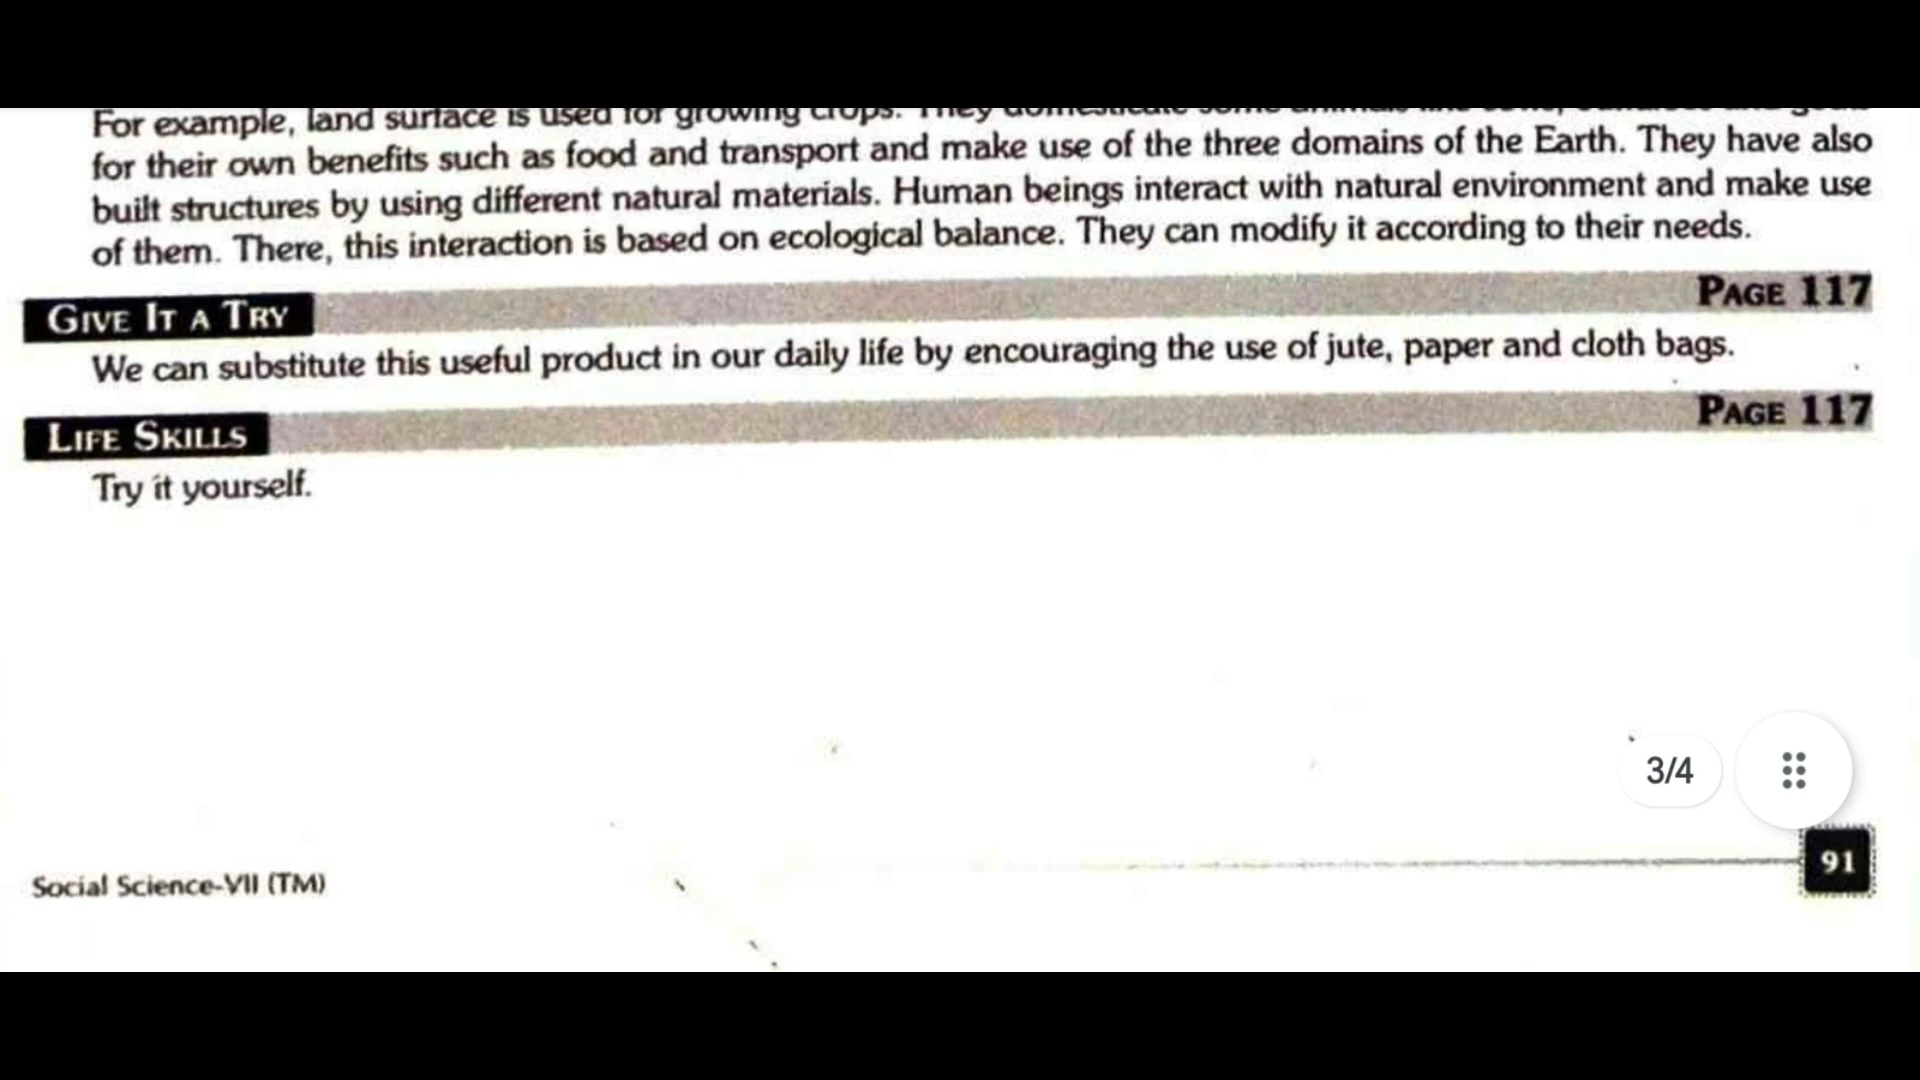 For example, land surface is used for growing crops. They domesticate some animals like cows, buffaloes and goats
for their own benefits such as food and transport and make use of the three domains of the Earth. They have also
built structures by using different natural materials. Human beings interact with natural environment and make use
of them. There, this interaction is based on ecological balance. They can modify it according to their needs.
GIVE IT A TRY PAGE 117
We can substitute this useful product in our daily life by encouraging the use of jute, paper and cloth bags.
LIFE SKILLS PAGE 117
Try it yourself.
3/4
91
Social Science-VII (TM)